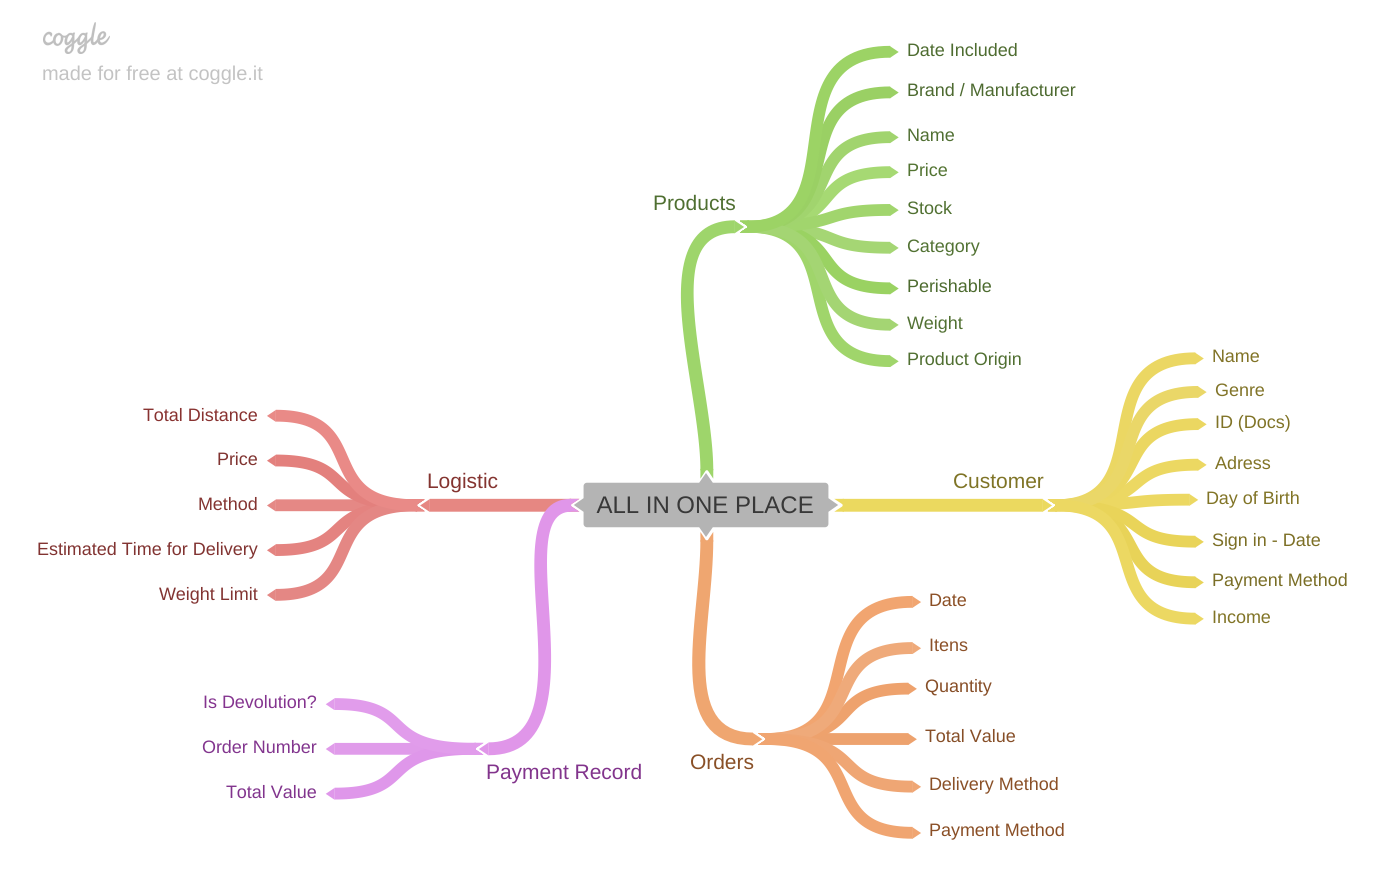 coggle
made for free at coggle.it
ALL IN ONE PLACE
Products
Date Included
Brand / Manufacturer
Name
Price
Stock
Category
Perishable
Weight
Product Origin
Customer
Name
Genre
ID (Docs)
Adress
Day of Birth
Sign in - Date
Payment Method
Income
Orders
Date
Itens
Quantity
Total Value
Delivery Method
Payment Method
Logistic
Total Distance
Price
Method
Estimated Time for Delivery
Weight Limit
Payment Record
Is Devolution?
Order Number
Total Value